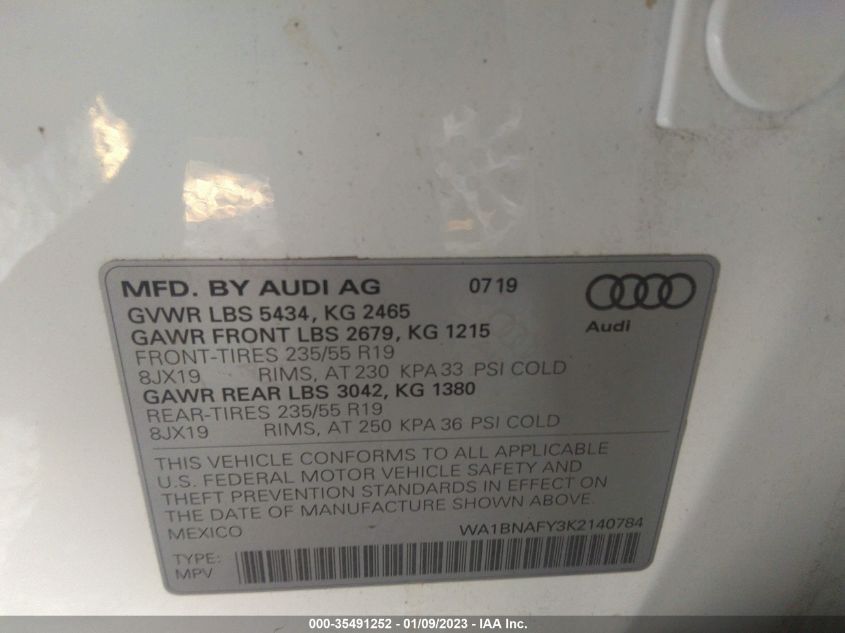 MFD. BY AUDI AG 07 19
GVWR LBS 5434, KG 2465
GAWR FRONT LBS 2679, KG 1215
FRONT-TIRES 235/55 R19
8JX19 RIMS, AT 230 KPA 33 PSI COLD
GAWR REAR LBS 3042, KG 1380
REAR-TIRES 235/55 R19
8JX19 RIMS, AT 250 KPA 36 PSI COLD
Audi
THIS VEHICLE CONFORMS TO ALL APPLICABLE
U.S. FEDERAL MOTOR VEHICLE SAFETY AND
THEFT PREVENTION STANDARDS IN EFFECT ON
THE DATE OF MANUFACTURE SHOWN ABOVE.
MEXICO WA1BNAFY3K2140784
TYPE:
MPV
000-35491252 - 01/09/2023 - IAA Inc.